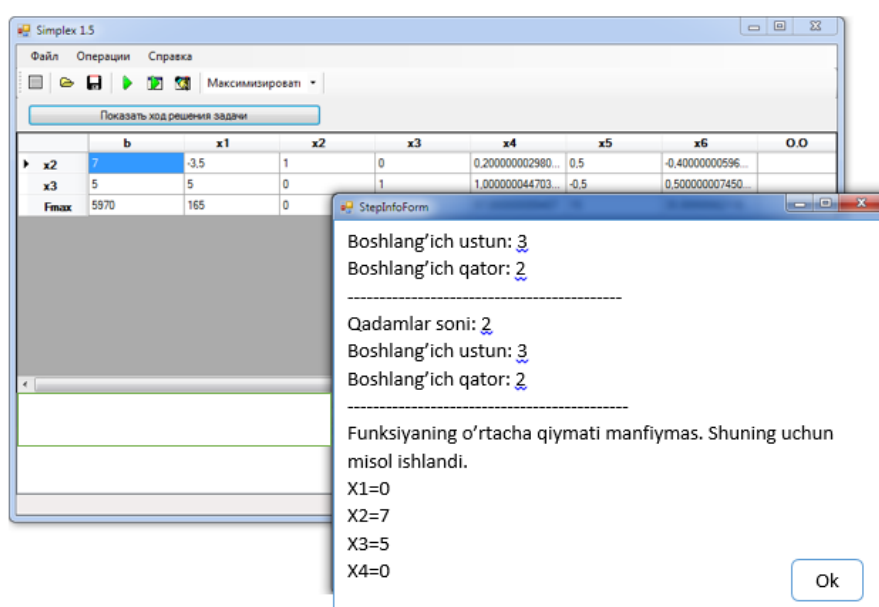 Simplex 1.5
Файл Операции Справка
Максимизировать
Показать ход решения задачи
b x1 x2 x3 x4 x5 x6 O.O
x2 7 -3,5 1 0 0,200000002980... 0,5 -0,40000000596...
x3 5 5 0 1 1,000000044703... -0,5 0,500000007450...
Fmax 5970 165 0
StepInfoForm
Boshlang’ich ustun: 3
Boshlang’ich qator: 2
-------------------------------------------
Qadamlar soni: 2
Boshlang’ich ustun: 3
Boshlang’ich qator: 2
--------------------------------------------
Funksiyaning o’rtacha qiymati manfiymas. Shuning uchun
misol ishlandi.
X1=0
X2=7
X3=5
X4=0
Ok